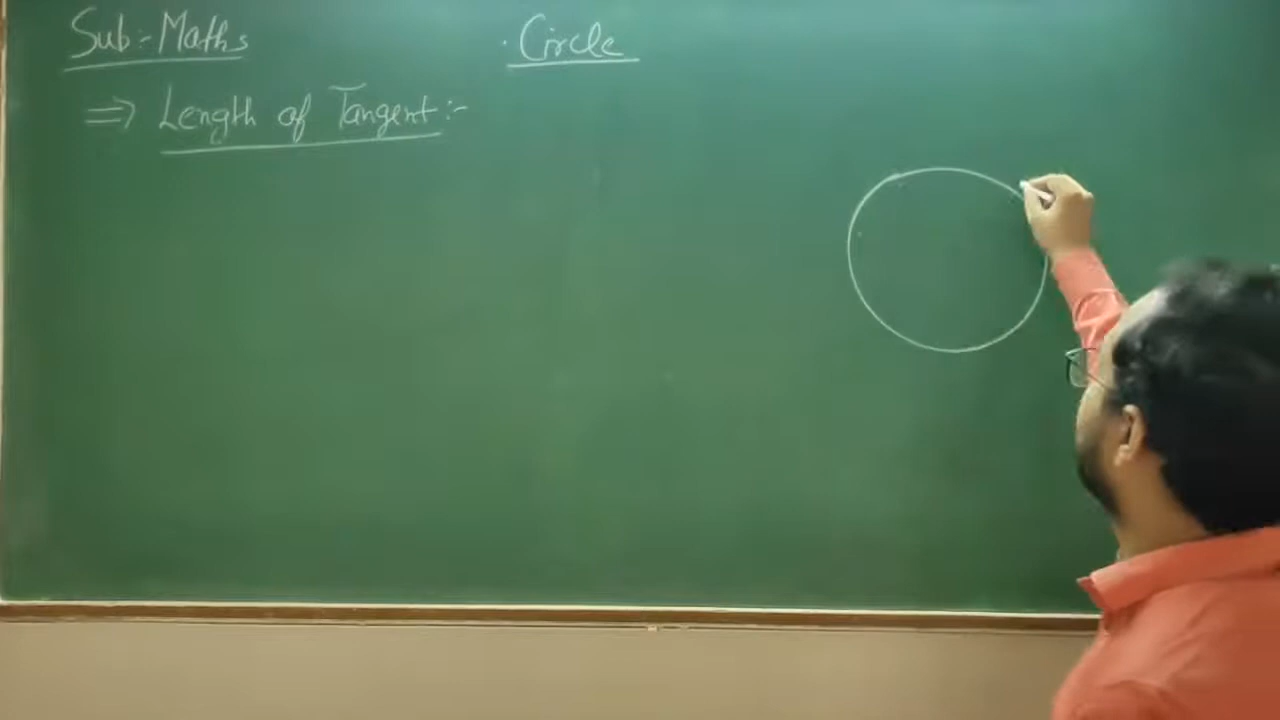 Sub:- Maths
Circle
⇒ Length of Tangent:-